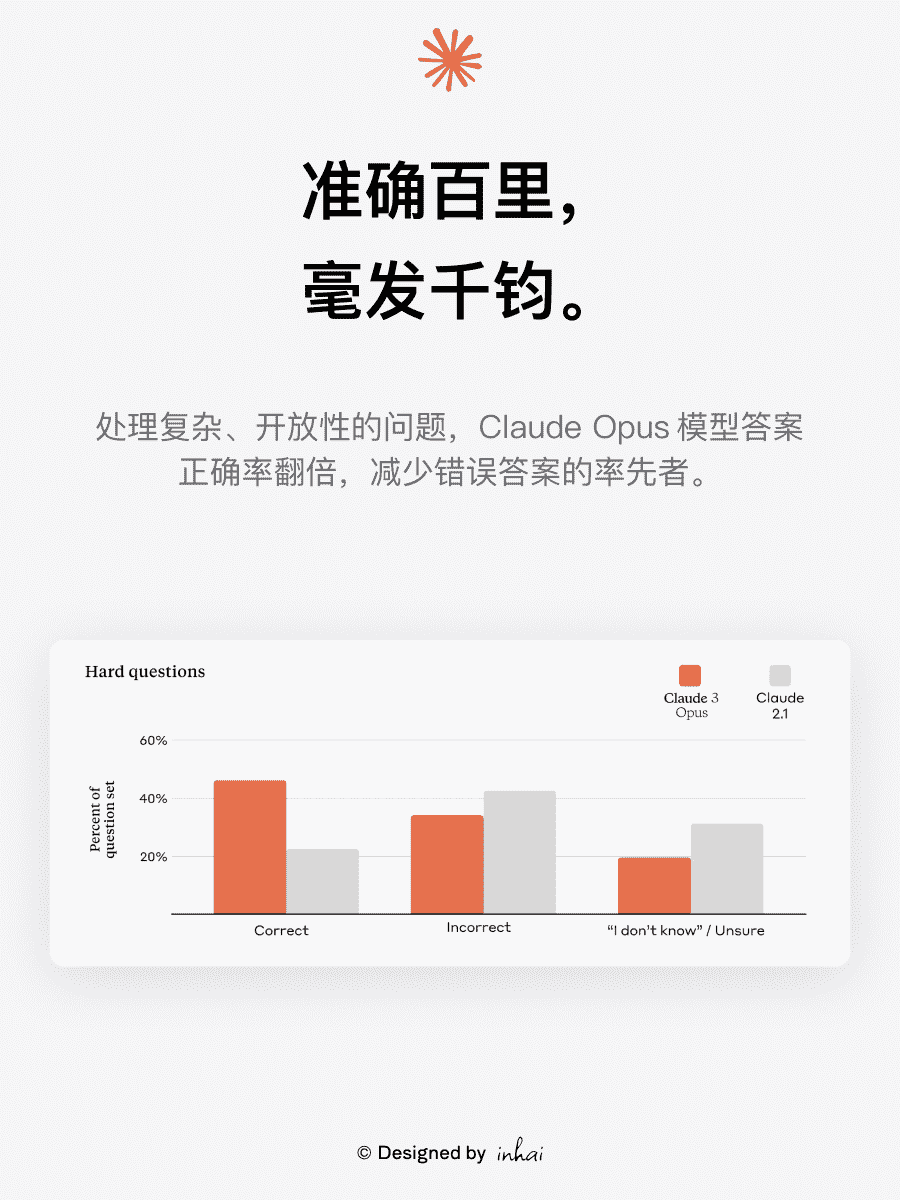 准确百里，
毫发千钧。
处理复杂、开放性的问题，Claude Opus 模型答案
正确率翻倍，减少错误答案的率先者。
Hard questions
Claude 3
Opus
Claude
2.1
Percent of
question set
60%
40%
20%
Correct
Incorrect
“I don’t know” / Unsure
© Designed by inhai